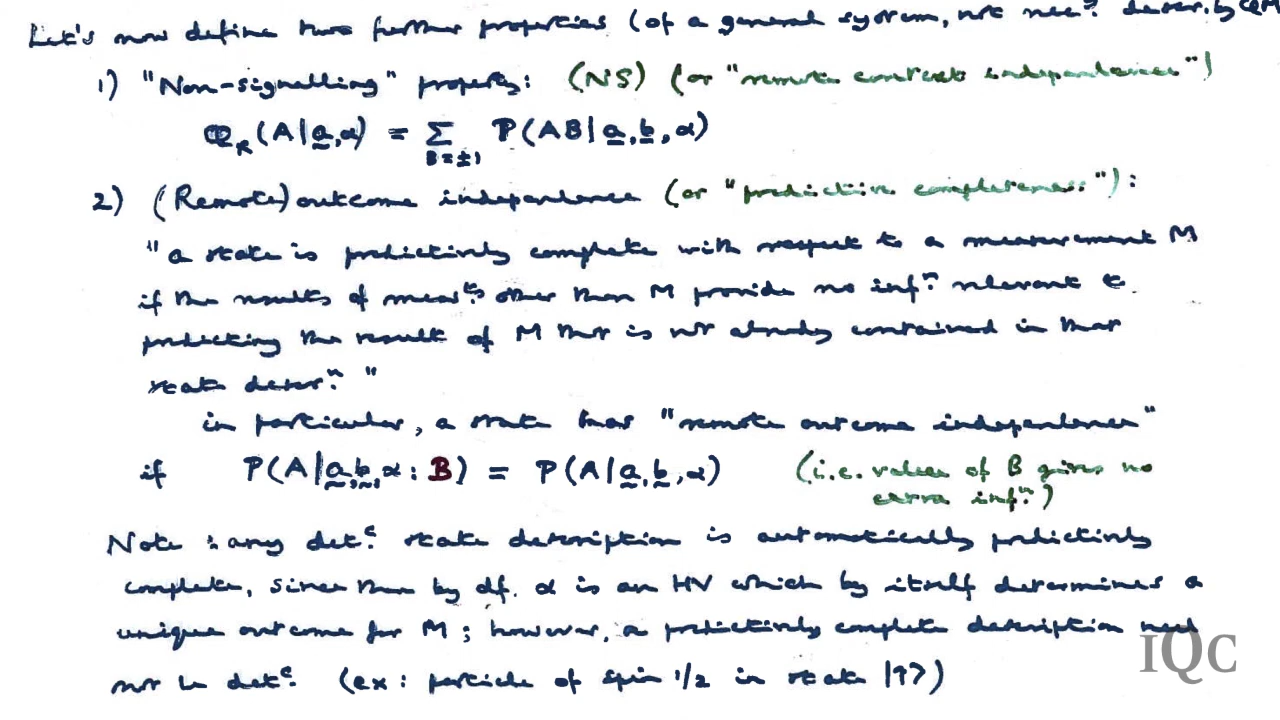 Let's now define two further properties (of a general system, not necy descr. by QM
1) "Non-signalling" property: (NS) (or "remote context independence")
P_R(A|a,α) = Σ_{B=±1} P(AB|a,b,α)
2) (Remote) outcome independence (or "predictive completeness"):
"a state is predictively complete with respect to a measurement M
if the results of meas^ts other than M provide no inf^n relevant to
predicting the result of M that is not already contained in that
state descr^n"
in particular, a state has "remote outcome independence"
if P(A|a,b,α : B) = P(A|a,b,α) (i.e. value of B gives no
extra inf^n)
Note : any det^c state description is automatically predictively
complete, since then by df. α is an HV which by itself determines a
unique outcome for M; however, a predictively complete description need
not be det^c. (ex: particle of spin 1/2 in state |↑>)
IQC